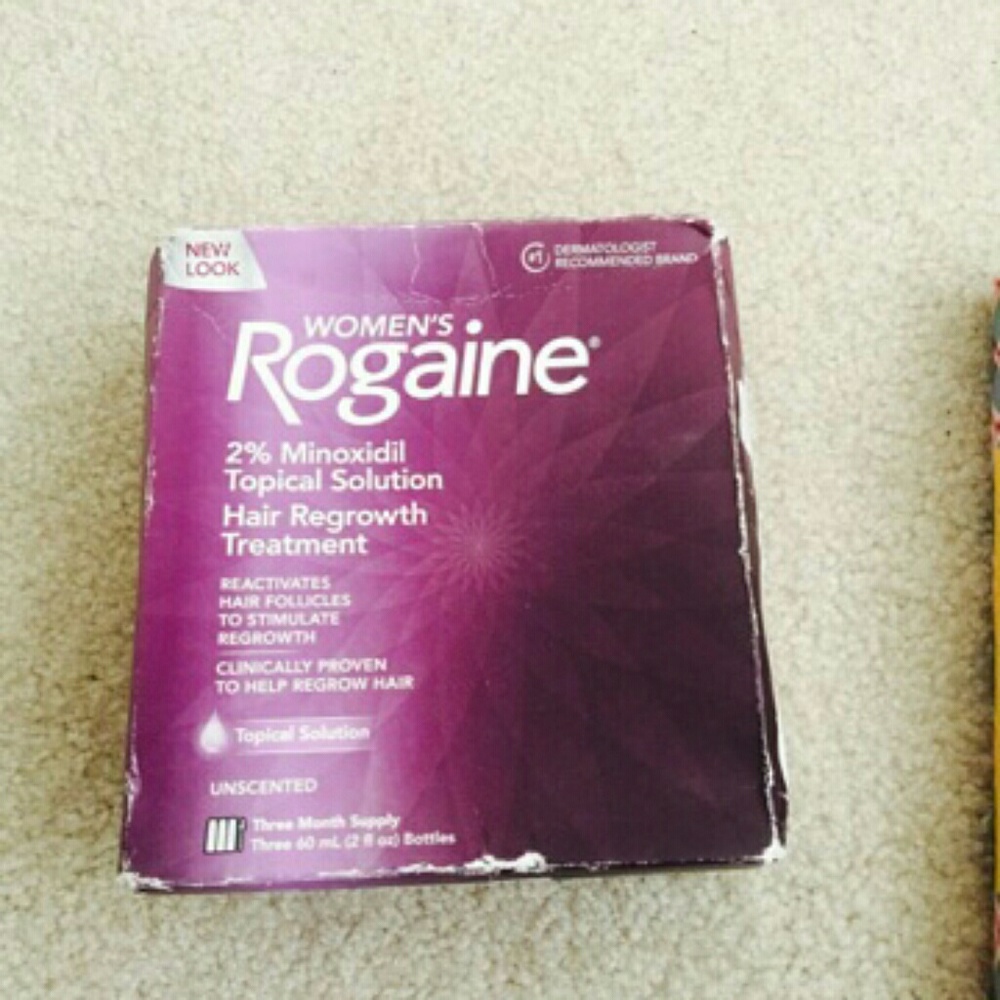 NEW
LOOK
#1 DERMATOLOGIST
RECOMMENDED BRAND
WOMEN'S
Rogaine®
2% Minoxidil
Topical Solution
Hair Regrowth
Treatment
REACTIVATES
HAIR FOLLICLES
TO STIMULATE
REGROWTH
CLINICALLY PROVEN
TO HELP REGROW HAIR
Topical Solution
UNSCENTED
Three Month Supply
Three 60 mL (2 fl oz) Bottles